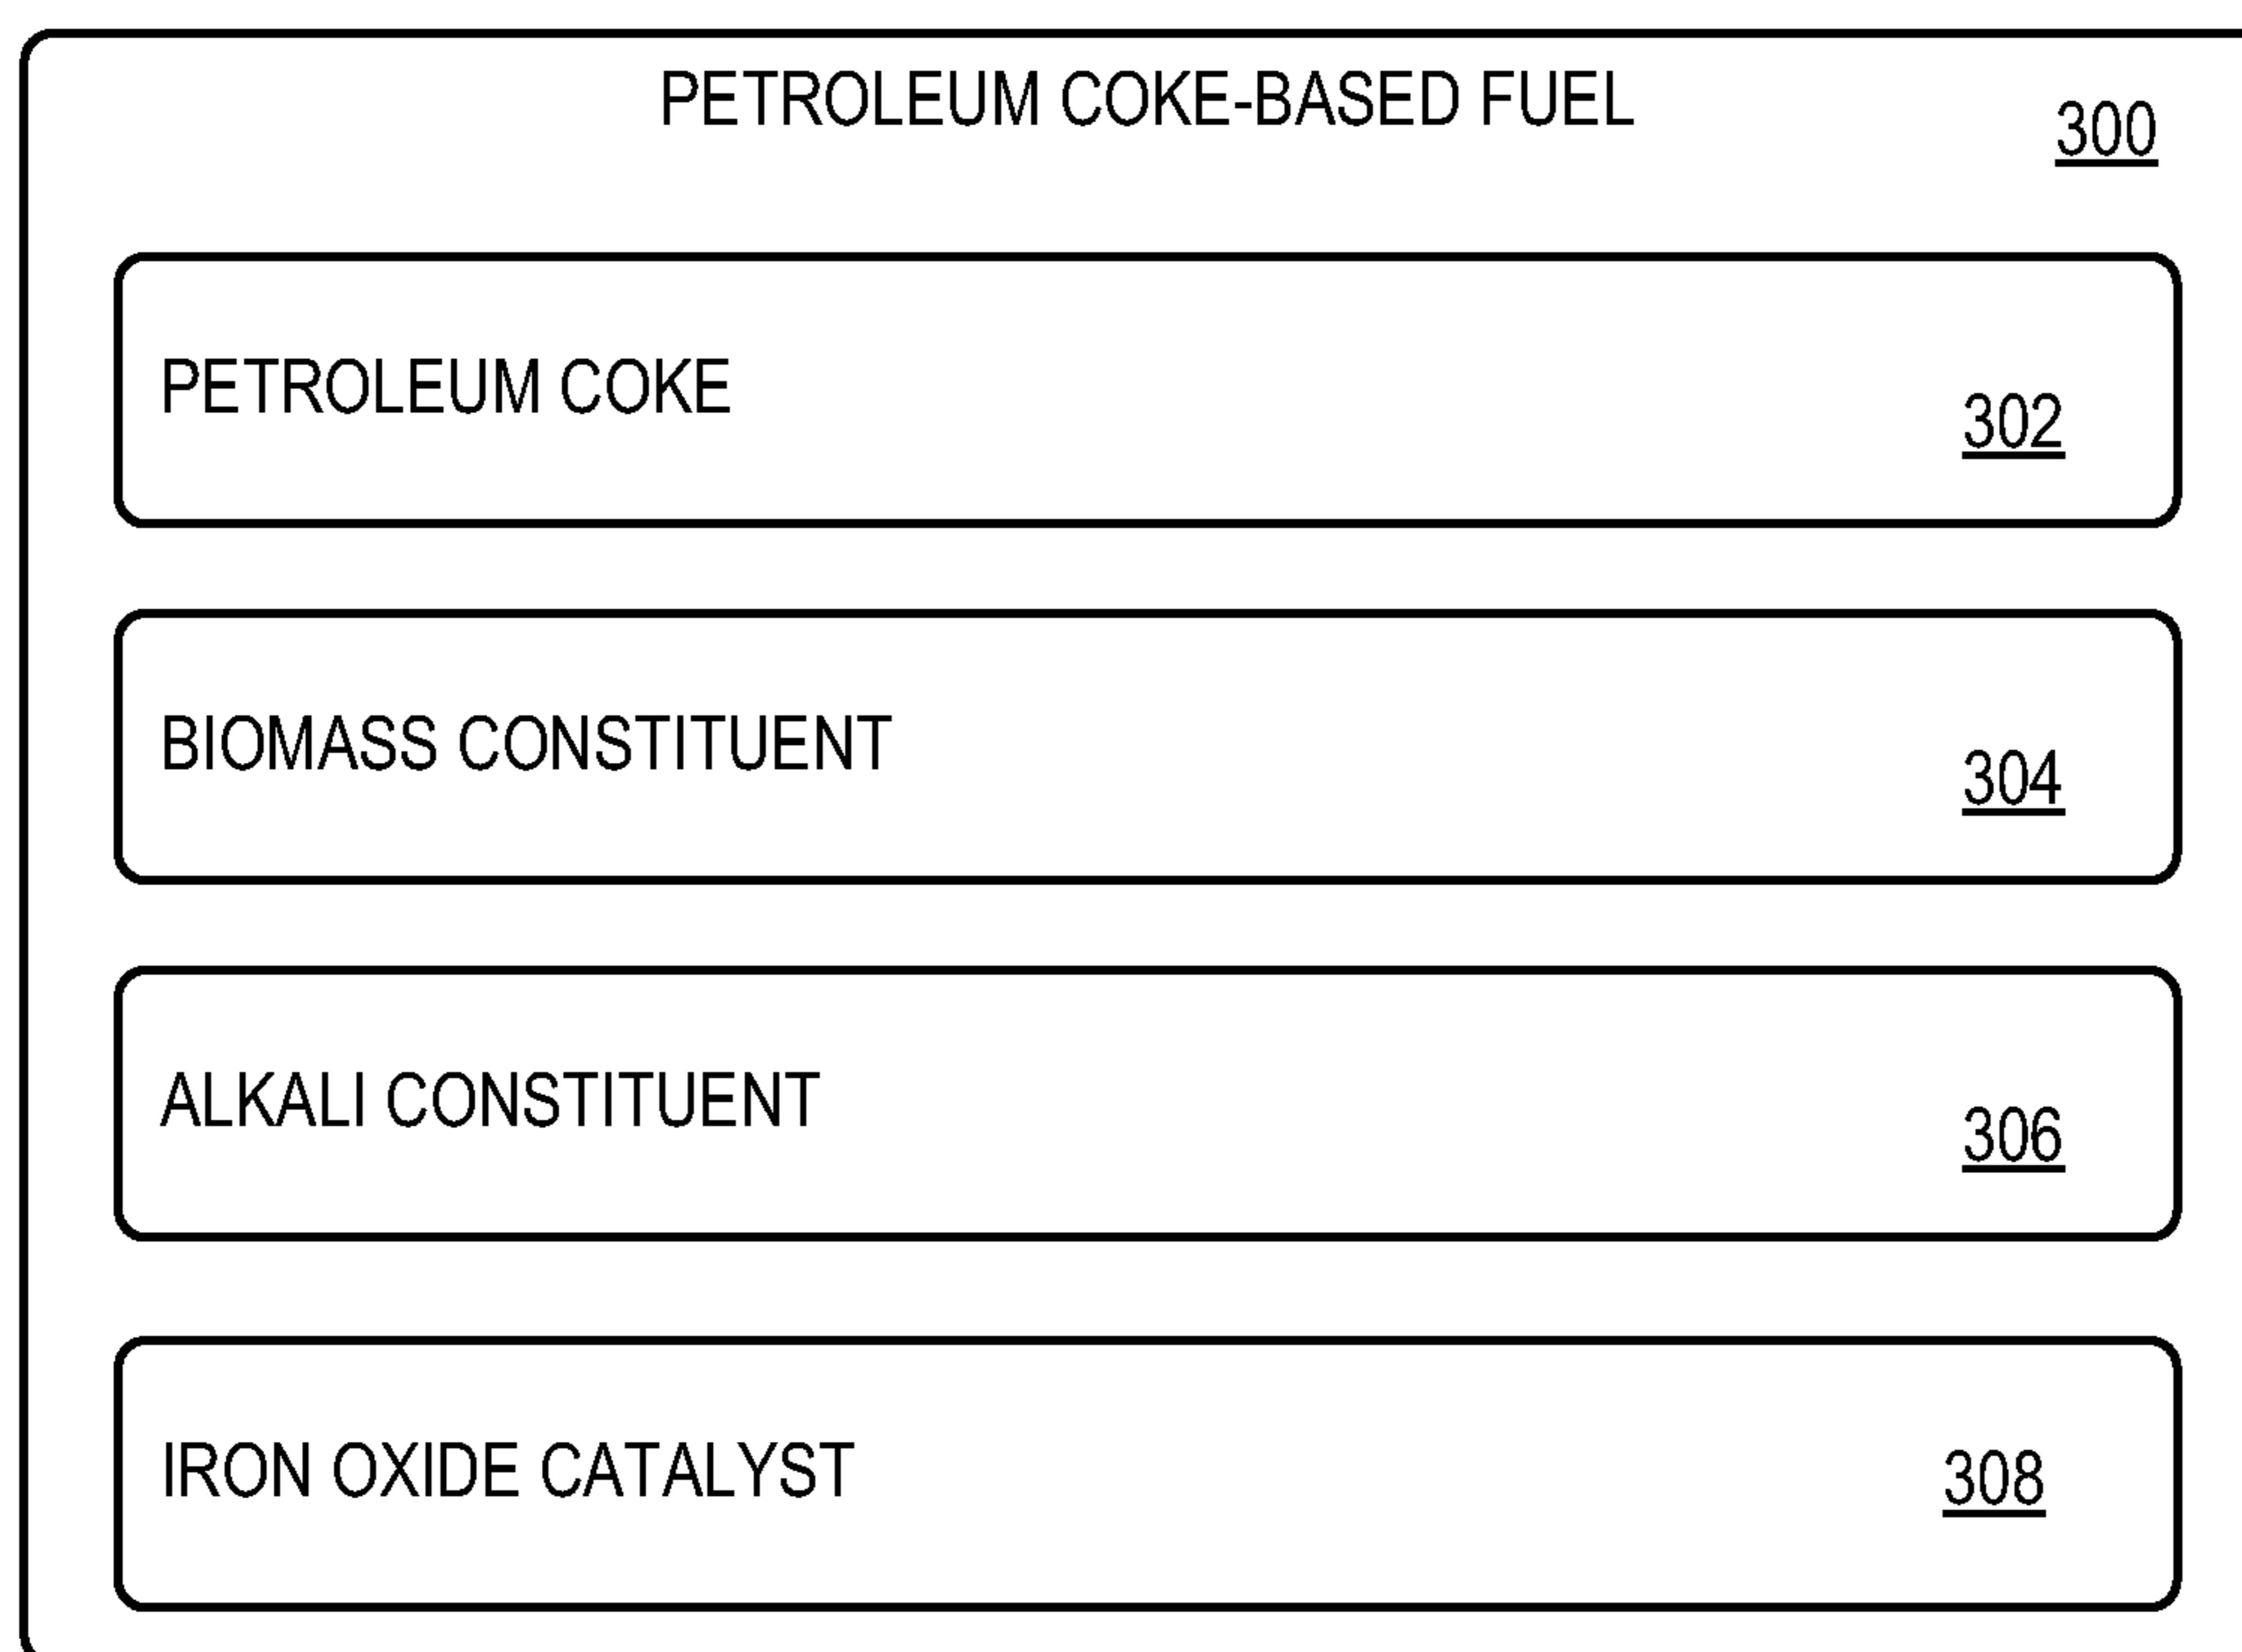 PETROLEUM COKE-BASED FUEL
300
PETROLEUM COKE
302
BIOMASS CONSTITUENT
304
ALKALI CONSTITUENT
306
IRON OXIDE CATALYST
308